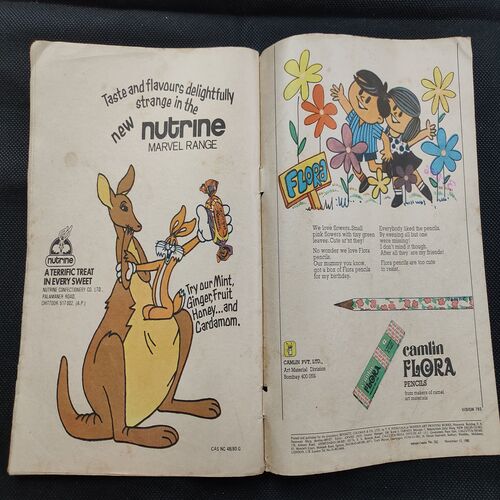 Taste and flavours delightfully
strange in the
new nutrine
MARVEL RANGE
nutrine
A TERRIFIC TREAT
IN EVERY SWEET
NUTRINE CONFECTIONERY CO. LTD.
PALAMANER ROAD,
CHITTOOR 517 002. (A.P.)
Try our Mint,
Ginger, Fruit
Honey...and
Cardamom.
FLORA
We love flowers. Small
pink flowers with tiny green
leaves. Cute ar'nt they!
No wonder we love Flora
pencils.
Our mummy you know,
got a box of Flora pencils
for my birthday.
Everybody liked the pencils.
By evening all but one
were missing!
I don't mind it though.
After all they are my friends!
Flora pencils are too cute
to resist.
CAMLIN PVT. LTD.,
Art Material Division
Bombay 400 059.
FLORA
camlin
FLORA
PENCILS
from makers of camel
art materials